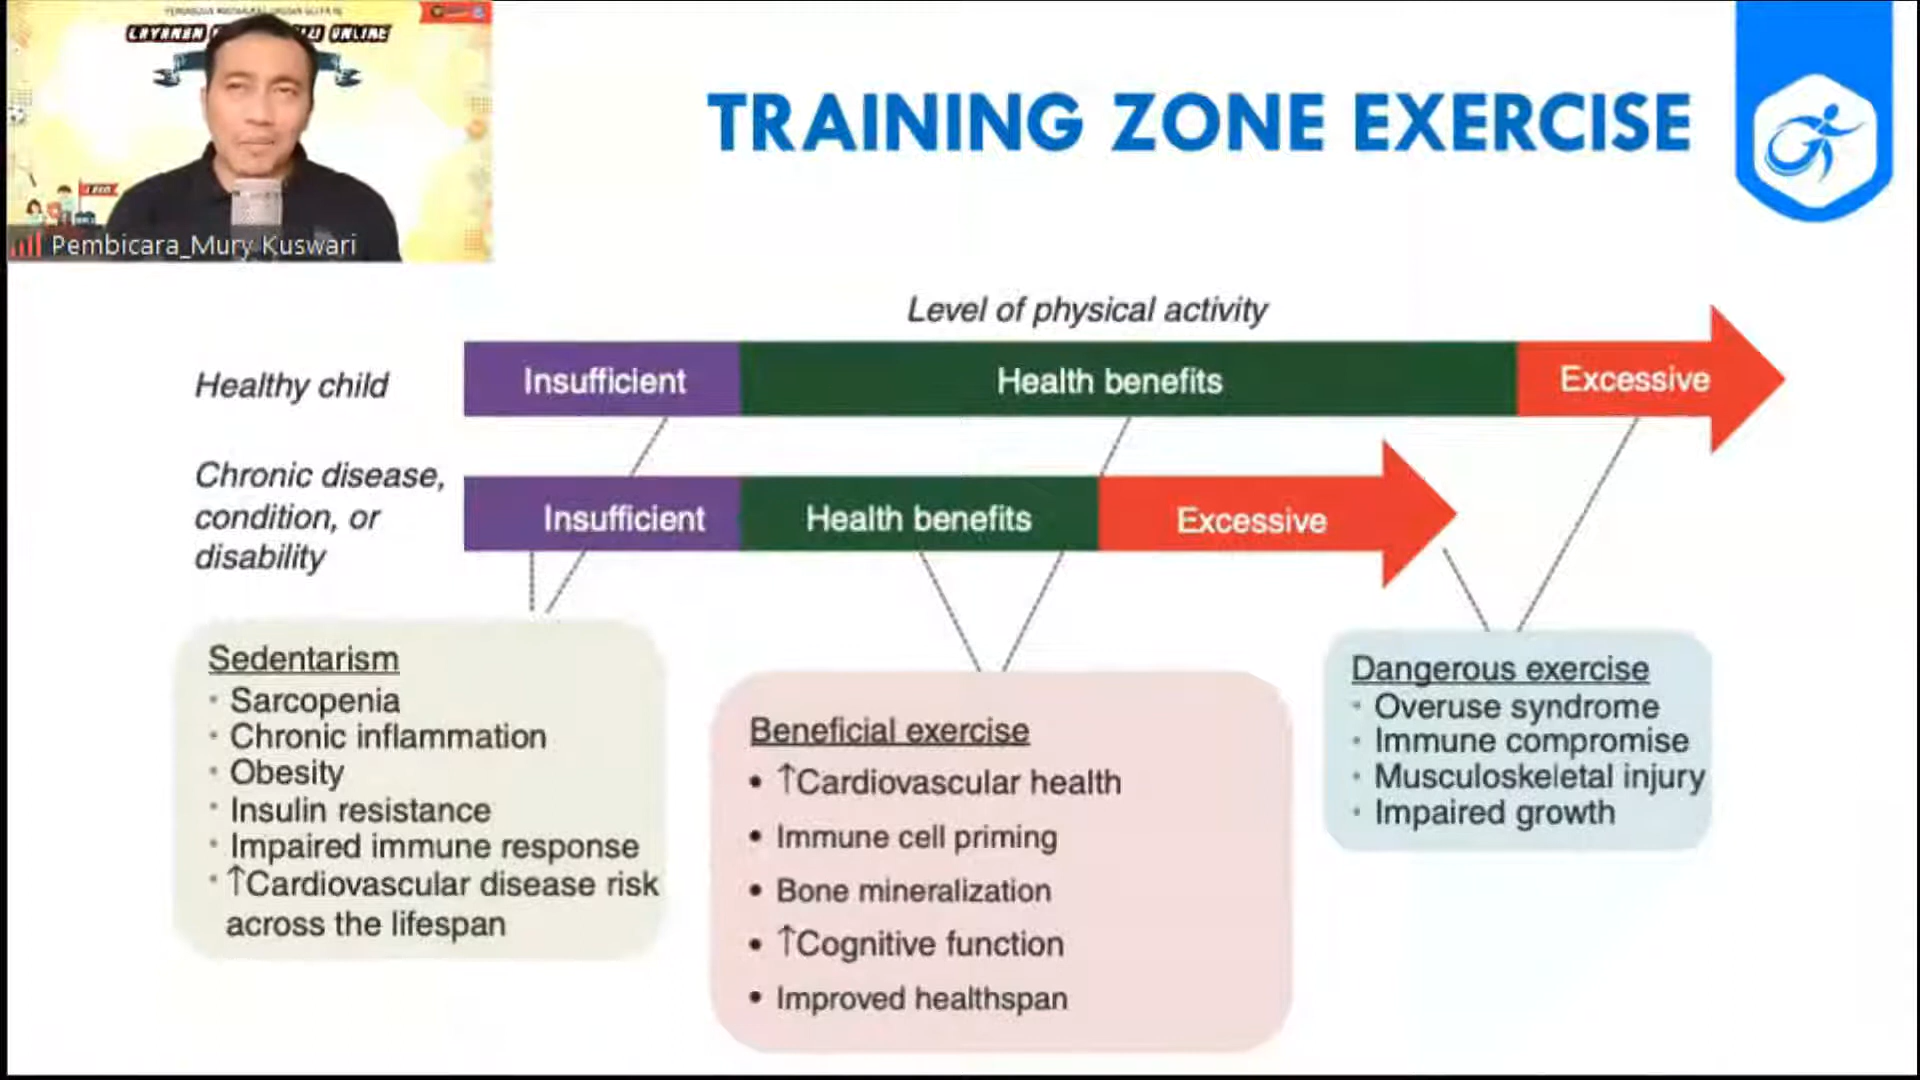 LAYANAN
ONLINE
Pembicara_Mury Kuswari
TRAINING ZONE EXERCISE
Level of physical activity
Healthy child
Insufficient
Health benefits
Excessive
Chronic disease,
condition, or
disability
Insufficient
Health benefits
Excessive
Sedentarism
• Sarcopenia
• Chronic inflammation
• Obesity
• Insulin resistance
• Impaired immune response
• ↑Cardiovascular disease risk
across the lifespan
Beneficial exercise
• ↑Cardiovascular health
• Immune cell priming
• Bone mineralization
• ↑Cognitive function
• Improved healthspan
Dangerous exercise
• Overuse syndrome
• Immune compromise
• Musculoskeletal injury
• Impaired growth